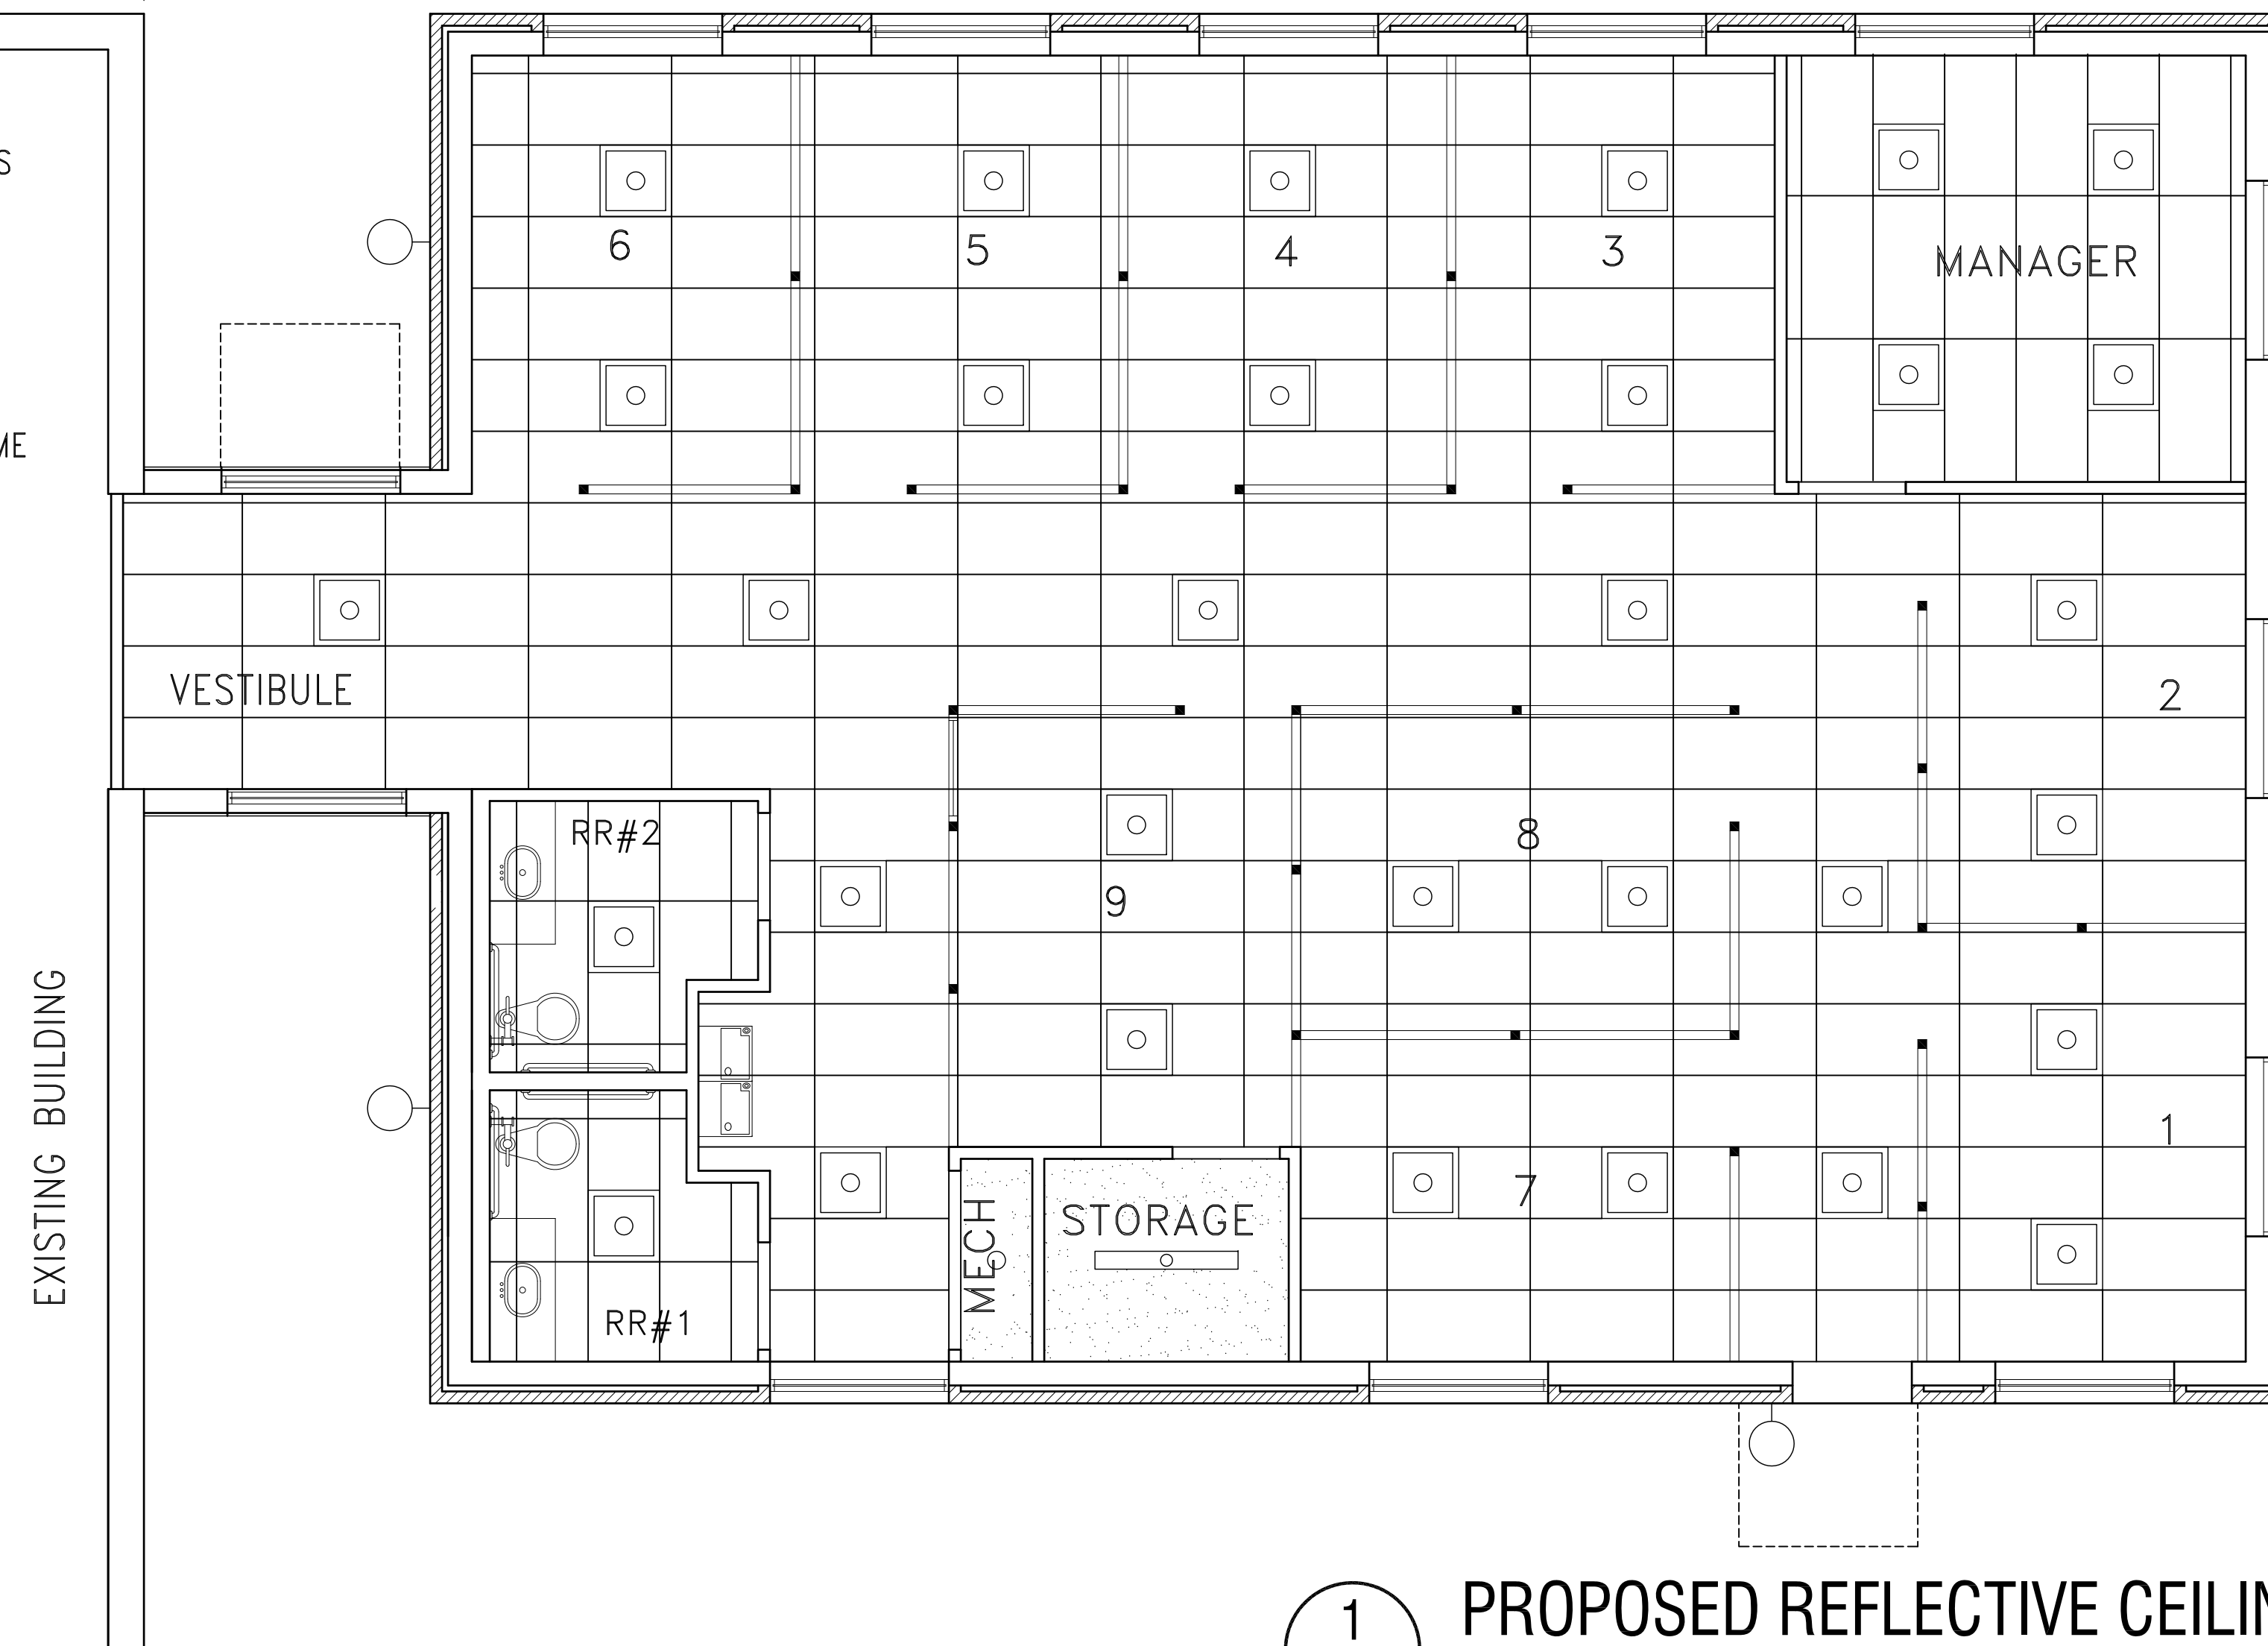 S
6
5
4
3
MANAGER
ME
VESTIBULE
2
RR#2
8
9
EXISTING BUILDING
1
MECH
STORAGE
7
RR#1
1
PROPOSED REFLECTIVE CEILIN